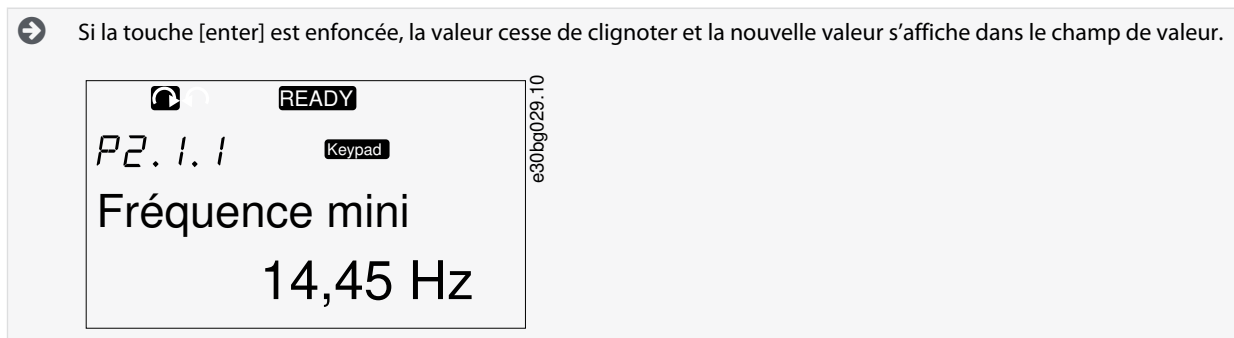 Si la touche [enter] est enfoncée, la valeur cesse de clignoter et la nouvelle valeur s’affiche dans le champ de valeur.
READY
P2.1.1
Keypad
Fréquence mini
14,45 Hz
e30bg029.10